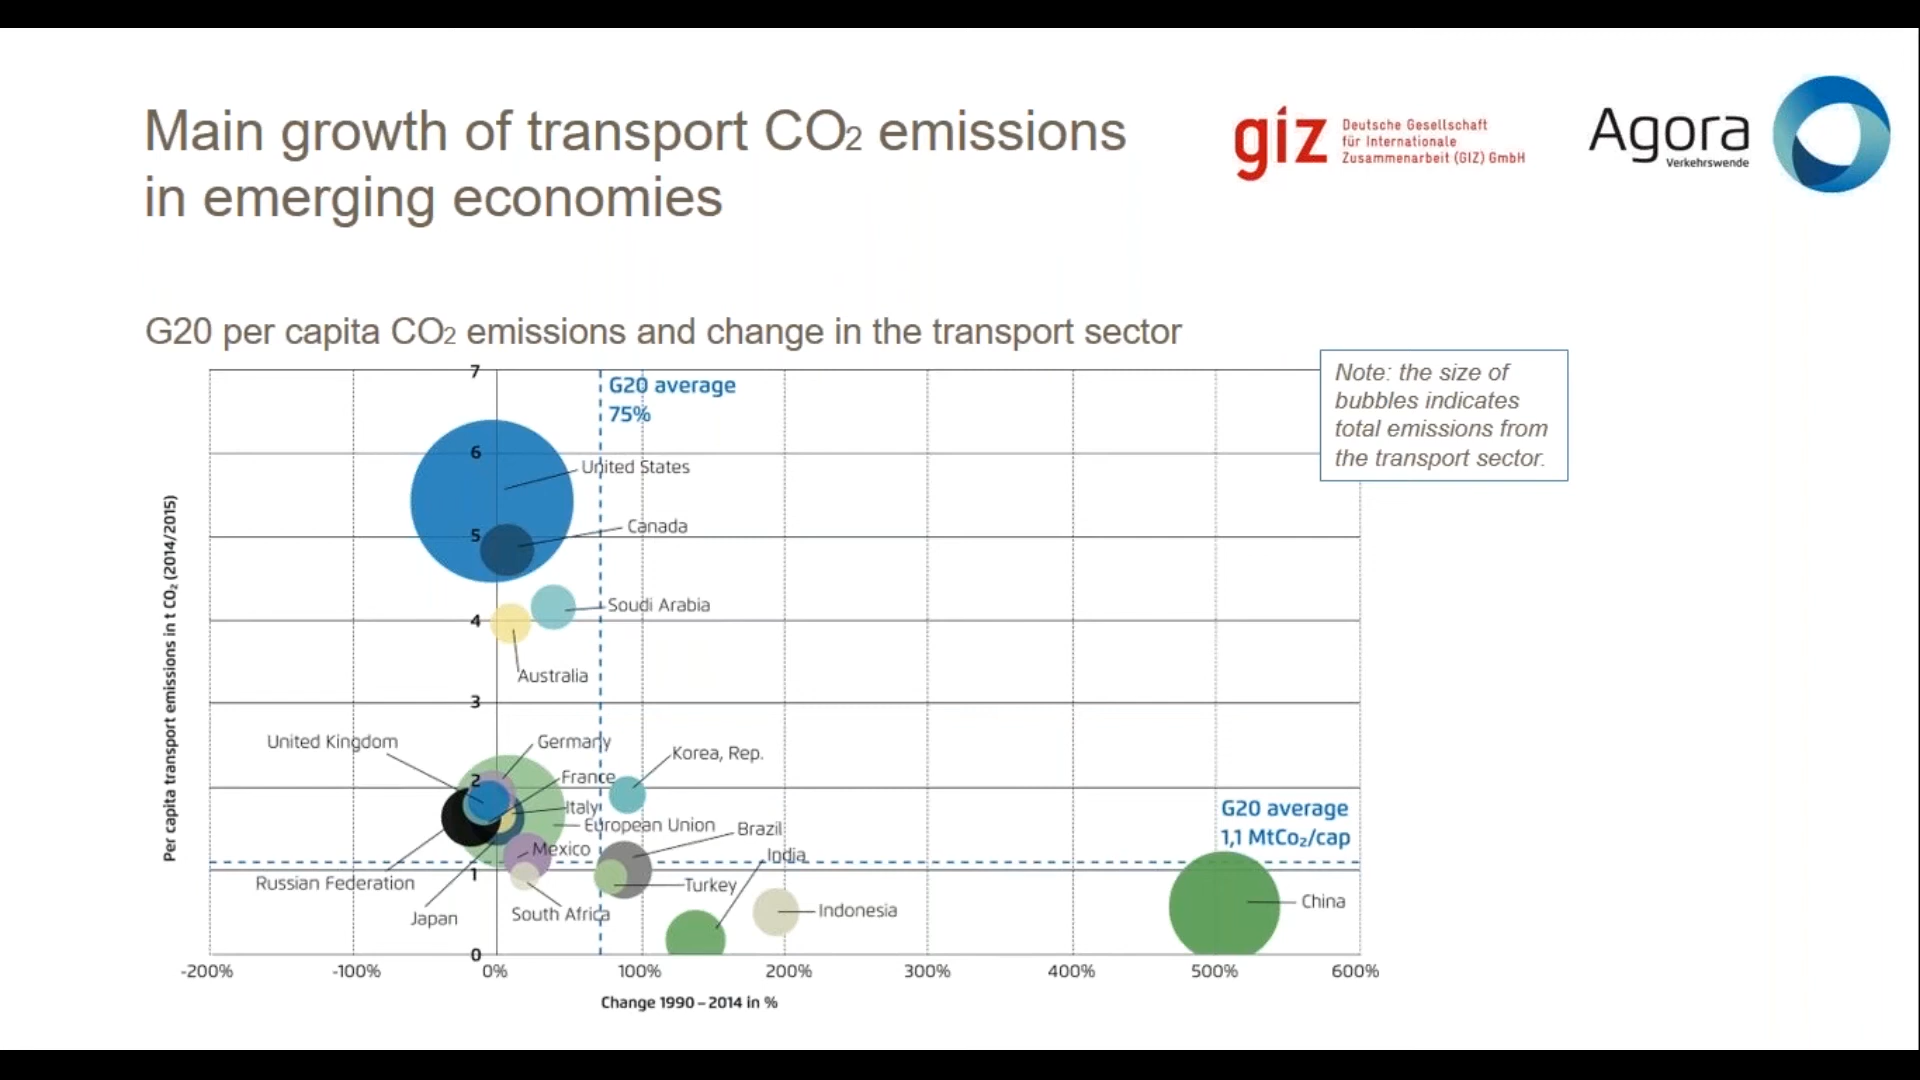 Main growth of transport CO2 emissions
in emerging economies
giz
Deutsche Gesellschaft
für Internationale
Zusammenarbeit (GIZ) GmbH
Agora
Verkehrswende
G20 per capita CO2 emissions and change in the transport sector
Note: the size of
bubbles indicates
total emissions from
the transport sector.
Per capita transport emissions in t CO₂ (2014/2015)
7
6
5
4
3
2
1
0
G20 average
75%
United States
Canada
Soudi Arabia
Australia
United Kingdom
Germany
Korea, Rep.
France
Italy
European Union
Brazil
Mexico
India
G20 average
1,1 MtCo₂/cap
Russian Federation
Turkey
Japan
South Africa
Indonesia
China
-200%
-100%
0%
100%
200%
300%
400%
500%
600%
Change 1990 – 2014 in %